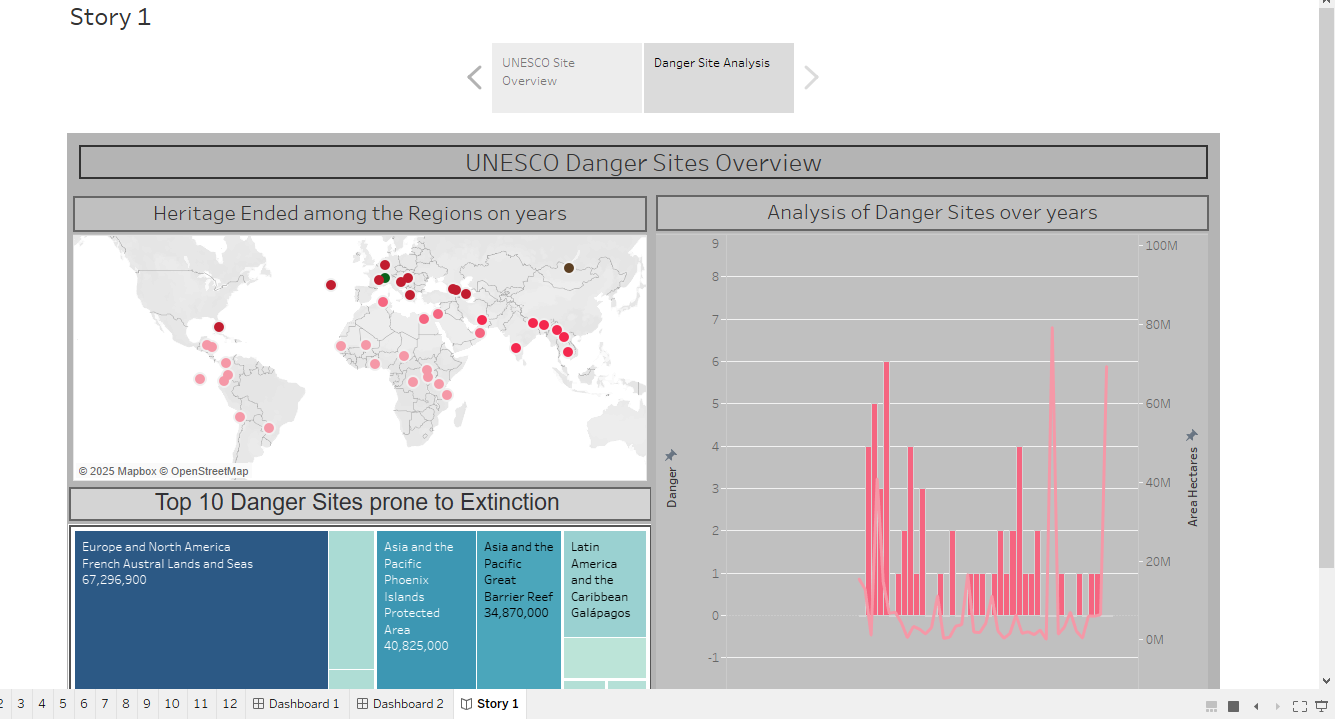 Story 1
UNESCO Site
Overview
Danger Site Analysis
UNESCO Danger Sites Overview
Heritage Ended among the Regions on years
© 2025 Mapbox © OpenStreetMap
Top 10 Danger Sites prone to Extinction
Europe and North America
French Austral Lands and Seas
67,296,900
Asia and the
Pacific
Phoenix
Islands
Protected
Area
40,825,000
Asia and the
Pacific
Great
Barrier Reef
34,870,000
Latin
America
and the
Caribbean
Galápagos
Analysis of Danger Sites over years
9
8
7
6
5
4
3
2
1
0
-1
Danger
100M
80M
60M
40M
20M
0M
Area Hectares
2 3 4 5 6 7 8 9 10 11 12 Dashboard 1 Dashboard 2 Story 1